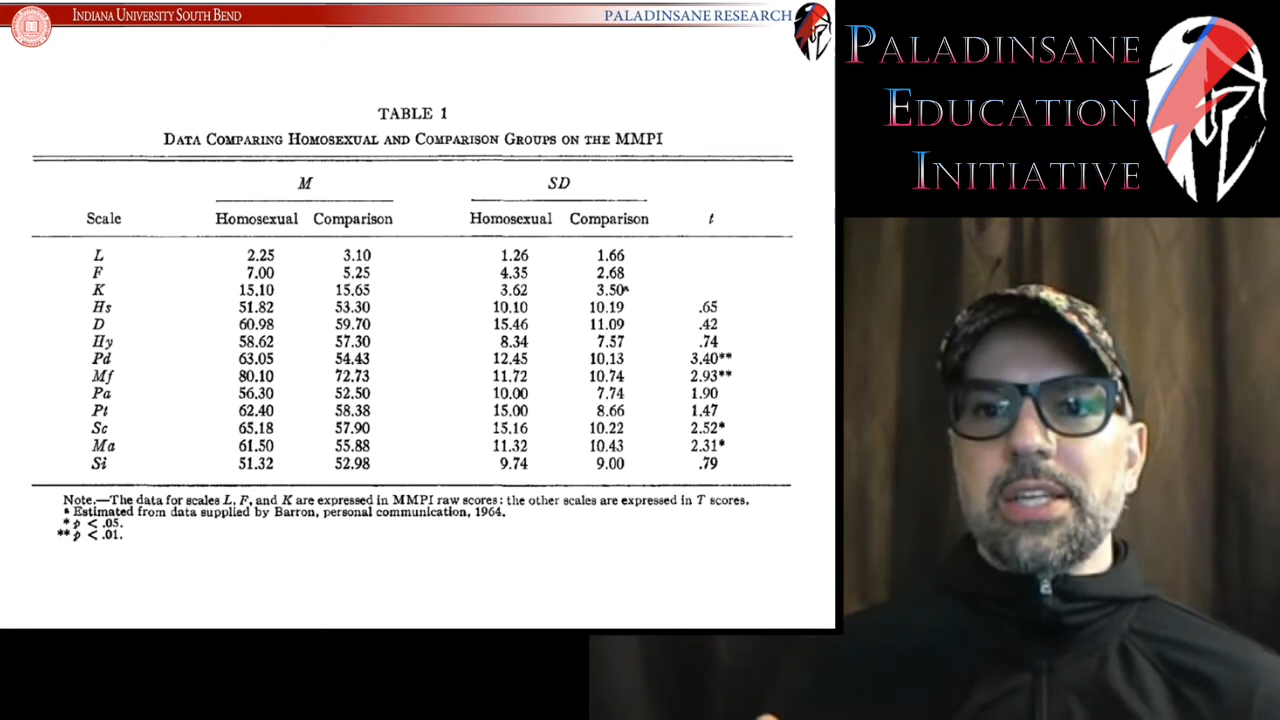 INDIANA UNIVERSITY SOUTH BEND
PALADINSANE RESEARCH
PALADINSANE
EDUCATION
INITIATIVE
TABLE 1
DATA COMPARING HOMOSEXUAL AND COMPARISON GROUPS ON THE MMPI
M SD
Scale Homosexual Comparison Homosexual Comparison t
L 2.25 3.10 1.26 1.66
F 7.00 5.25 4.35 2.68
K 15.10 15.65 3.62 3.50ᵃ
Hs 51.82 53.30 10.10 10.19 .65
D 60.98 59.70 15.46 11.09 .42
Hy 58.62 57.30 8.34 7.57 .74
Pd 63.05 54.43 12.45 10.13 3.40**
Mf 80.10 72.73 11.72 10.74 2.93**
Pa 56.30 52.50 10.00 7.74 1.90
Pt 62.40 58.38 15.00 8.66 1.47
Sc 65.18 57.90 15.16 10.22 2.52*
Ma 61.50 55.88 11.32 10.43 2.31*
Si 51.32 52.98 9.74 9.00 .79
Note.—The data for scales L, F, and K are expressed in MMPI raw scores; the other scales are expressed in T scores.
ᵃ Estimated from data supplied by Barron, personal communication, 1964.
* p < .05.
** p < .01.